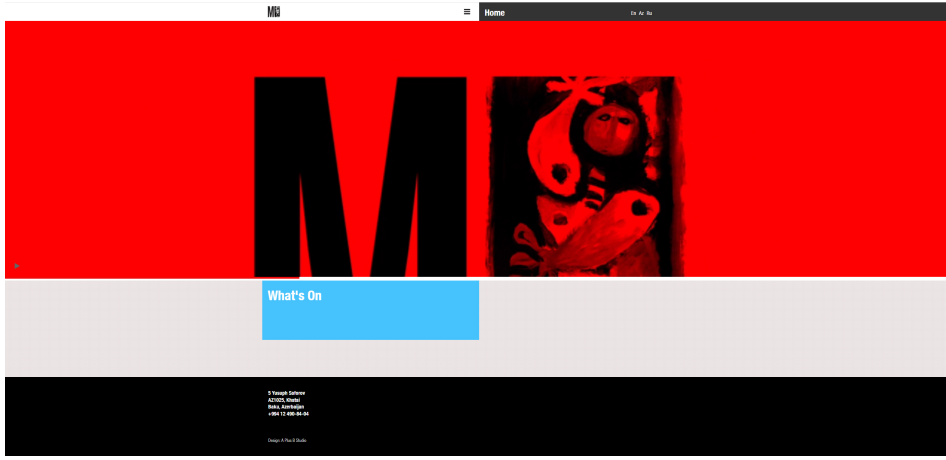 M
Home
En Az Ru
M
What's On
5 Yusuph Safarov
AZ1025, Khatai
Baku, Azerbaijan
+994 12 490-84-04
Design: A Plus B Studio